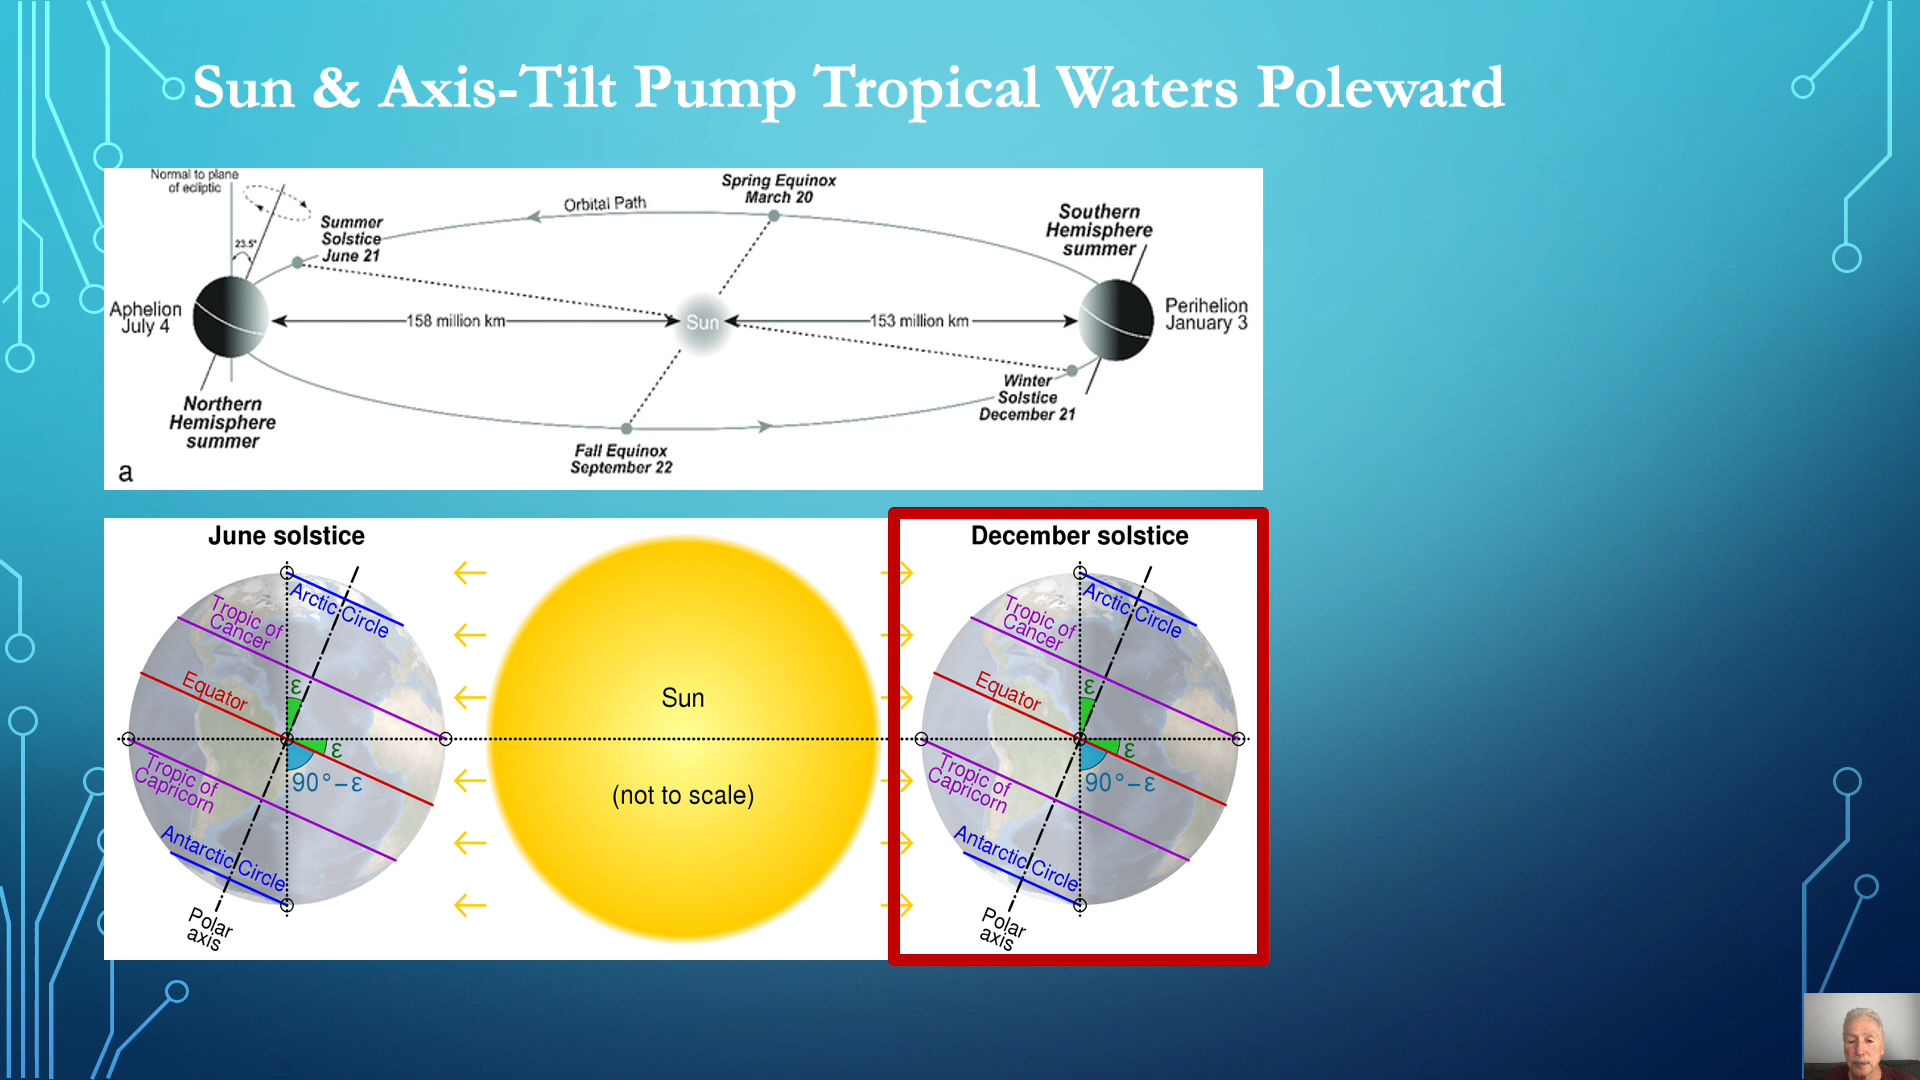 Sun & Axis-Tilt Pump Tropical Waters Poleward
Normal to plane
of ecliptic
23.5°
Summer
Solstice
June 21
Orbital Path
Spring Equinox
March 20
Southern
Hemisphere
summer
Aphelion
July 4
158 million km
Sun
153 million km
Perihelion
January 3
Northern
Hemisphere
summer
Fall Equinox
September 22
Winter
Solstice
December 21
a
June solstice
Arctic Circle
Tropic of
Cancer
Equator
ε
ε
90°−ε
Tropic of
Capricorn
Antarctic Circle
Polar
axis
Sun
(not to scale)
December solstice
Arctic Circle
Tropic of
Cancer
Equator
ε
ε
90°−ε
Tropic of
Capricorn
Antarctic Circle
Polar
axis